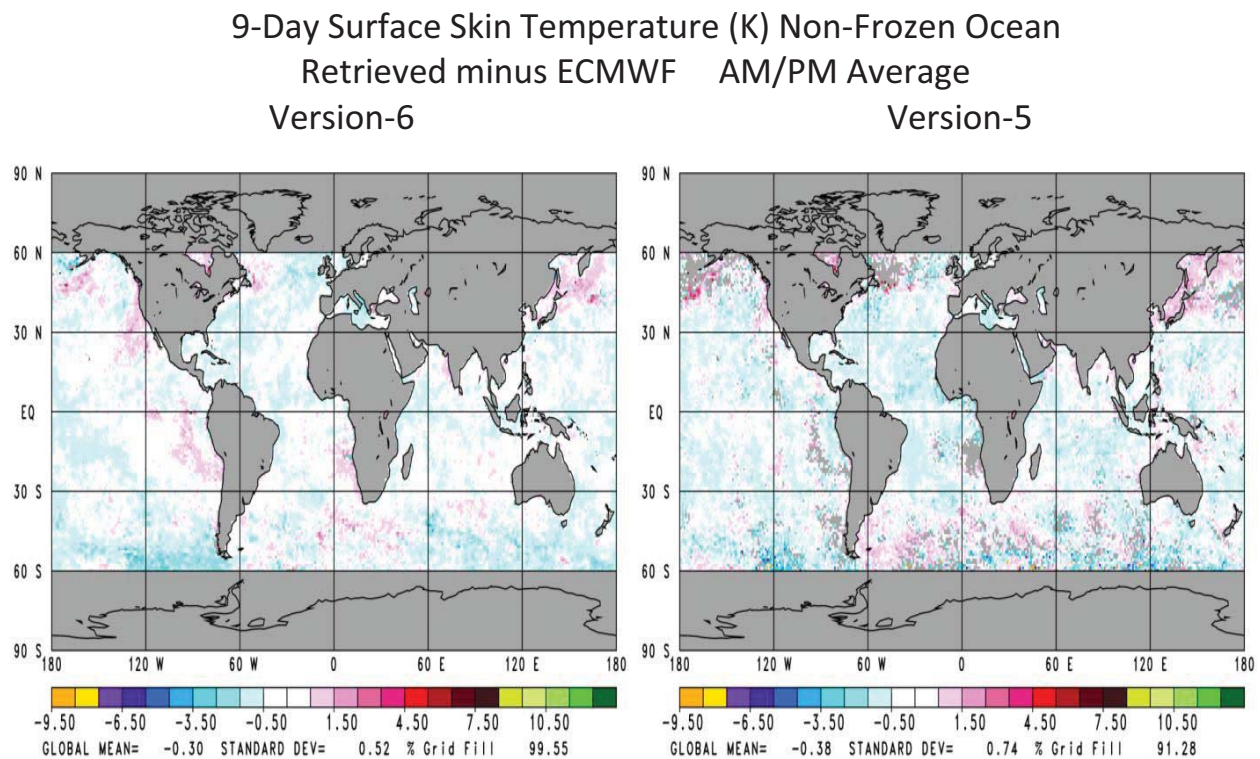 9-Day Surface Skin Temperature (K) Non-Frozen Ocean
Retrieved minus ECMWF AM/PM Average
Version-6 Version-5
90 N
60 N
30 N
EQ
30 S
60 S
90 S
180 120 W 60 W 0 60 E 120 E 180
-9.50 -6.50 -3.50 -0.50 1.50 4.50 7.50 10.50
GLOBAL MEAN= -0.30 STANDARD DEV= 0.52 % Grid Fill 99.55
90 N
60 N
30 N
EQ
30 S
60 S
90 S
180 120 W 60 W 0 60 E 120 E 180
-9.50 -6.50 -3.50 -0.50 1.50 4.50 7.50 10.50
GLOBAL MEAN= -0.38 STANDARD DEV= 0.74 % Grid Fill 91.28